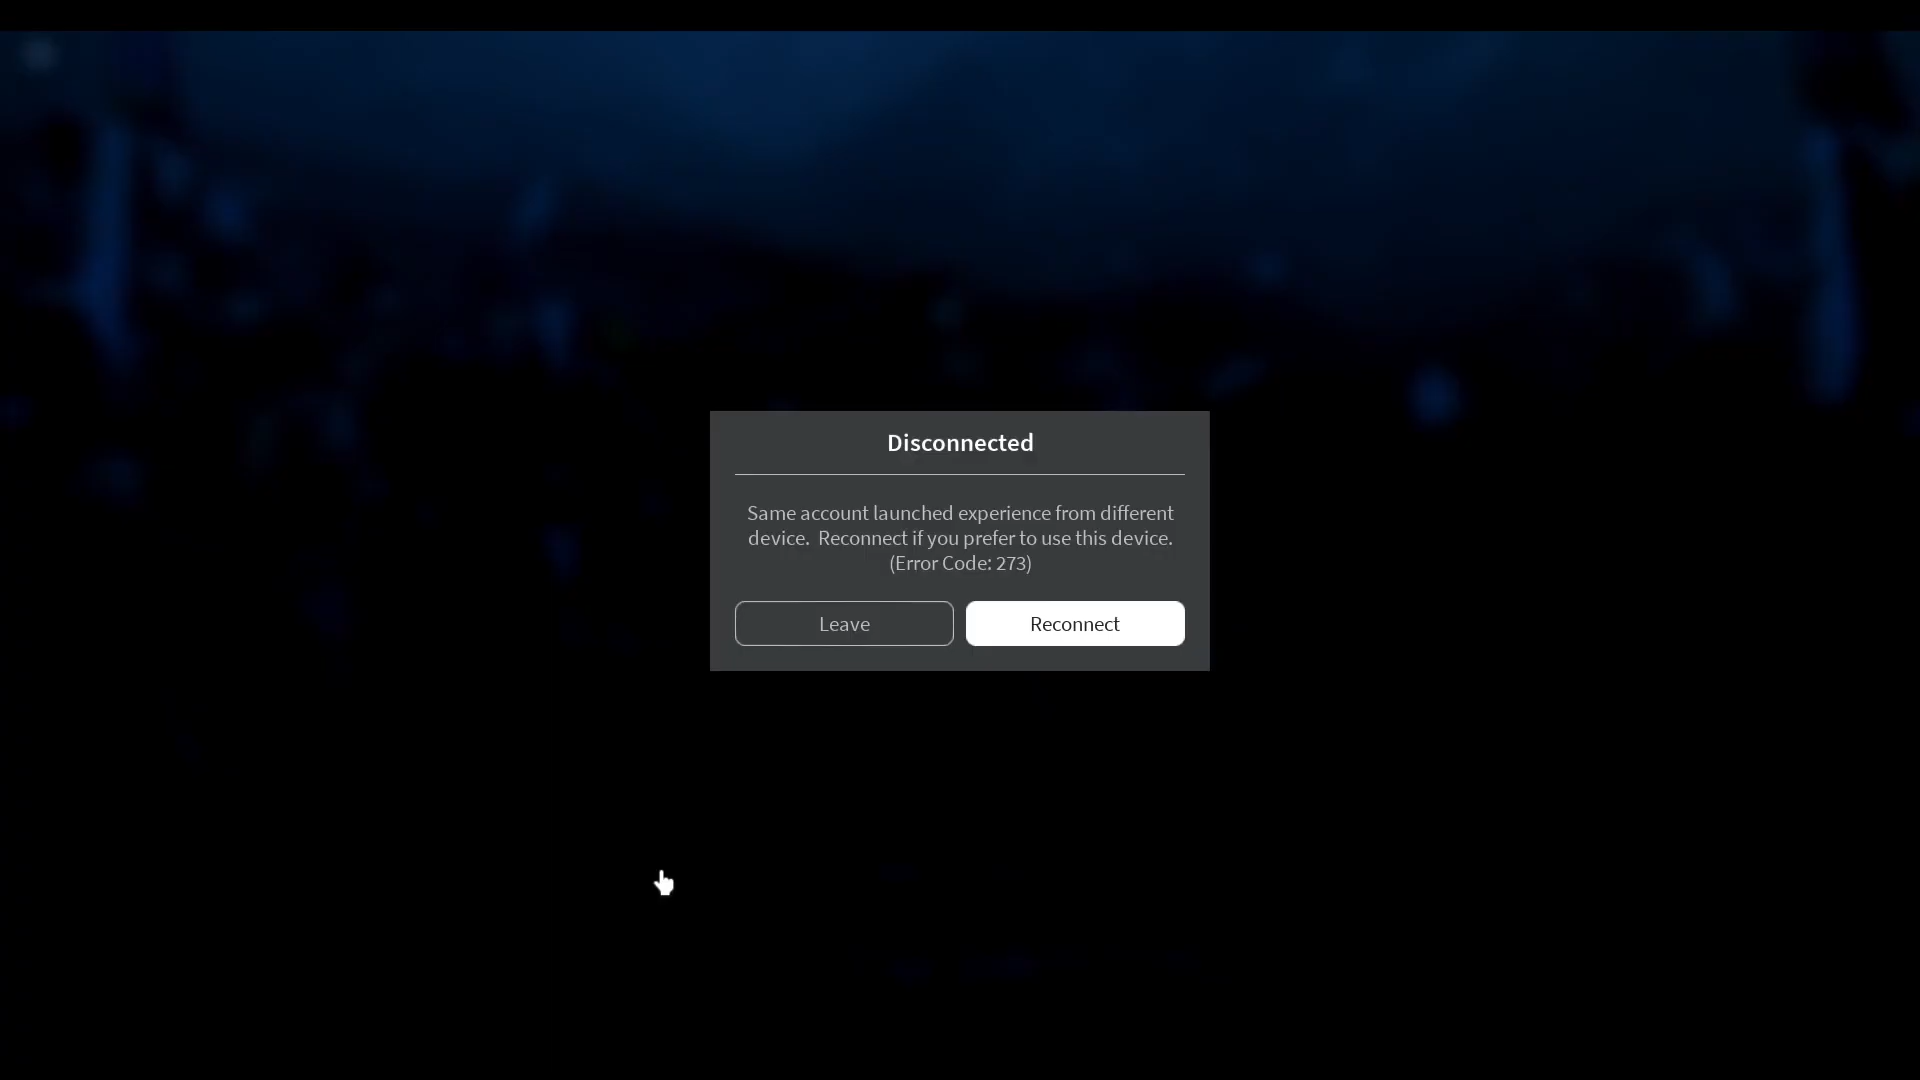 Disconnected
Same account launched experience from different
device.  Reconnect if you prefer to use this device.
(Error Code: 273)
Leave
Reconnect